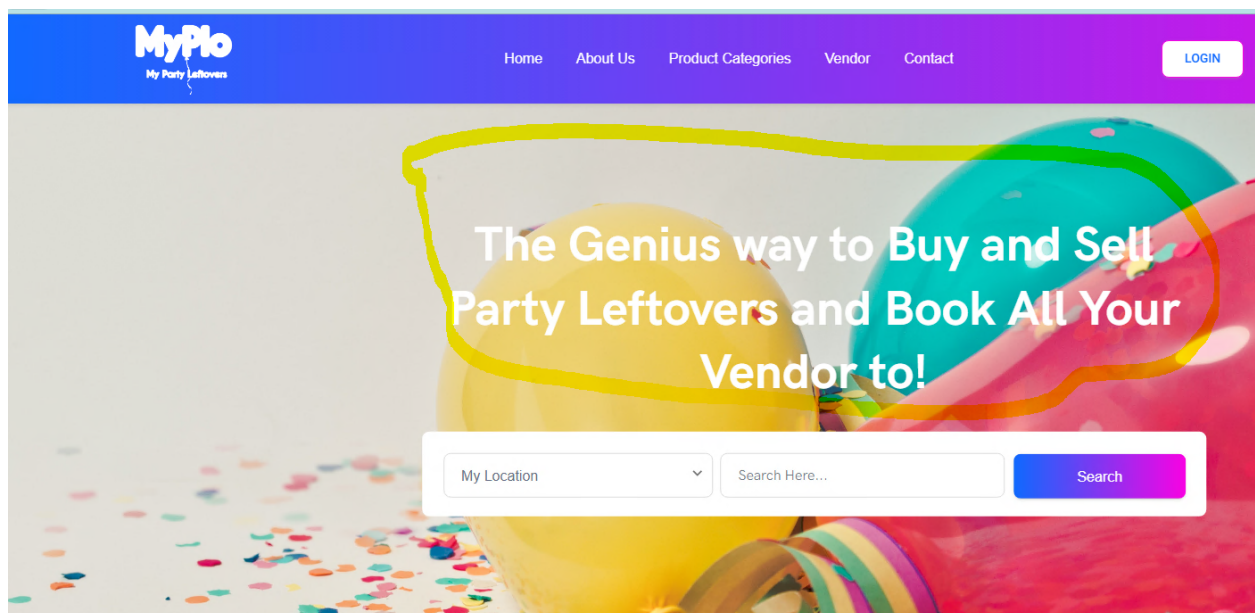 MyPlo
My Party Leftovers
Home About Us Product Categories Vendor Contact
LOGIN
The Genius way to Buy and Sell
Party Leftovers and Book All Your
Vendor to!
My Location
Search Here...
Search